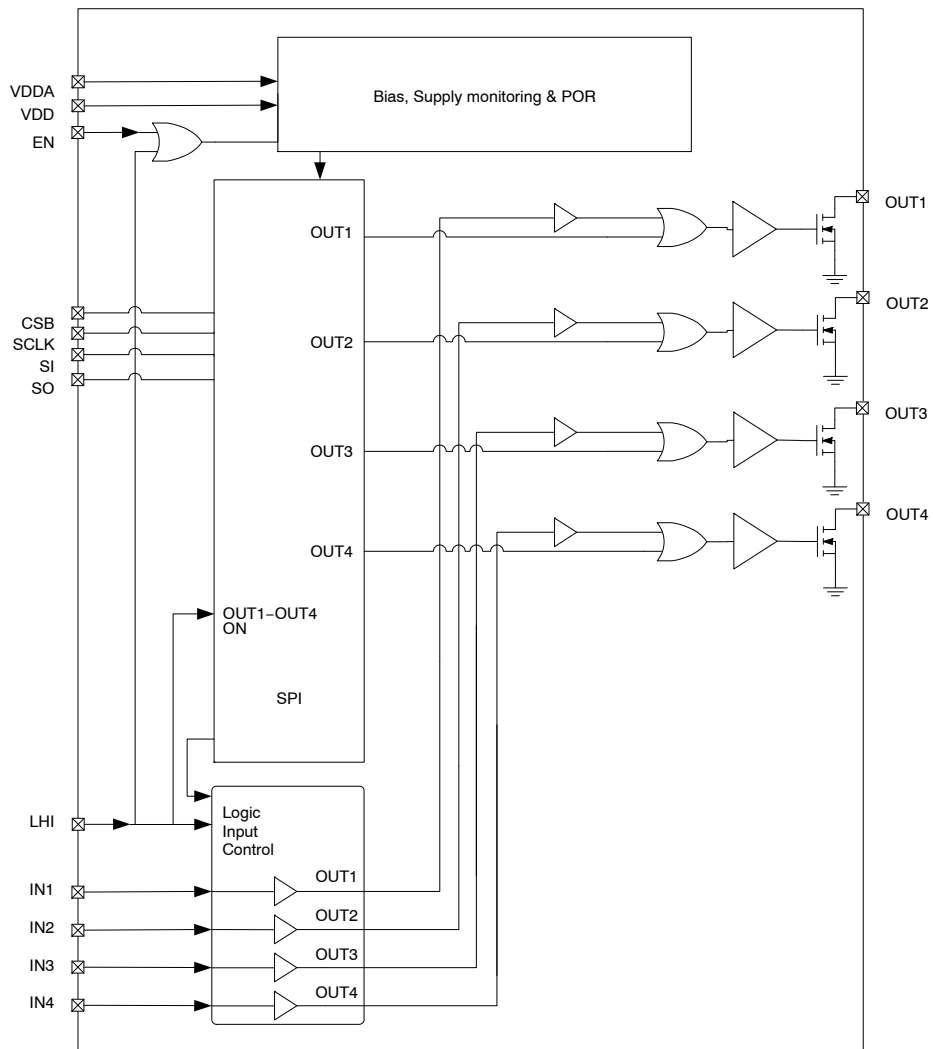 Bias, Supply monitoring & POR
VDDA
VDD
EN
OUT1
OUT1
OUT2
CSB
SCLK
OUT2
SI
SO
OUT3
OUT3
OUT4
OUT4
OUT1–OUT4
ON
SPI
LHI
Logic
Input
Control
IN1
OUT1
IN2
OUT2
IN3
OUT3
IN4
OUT4